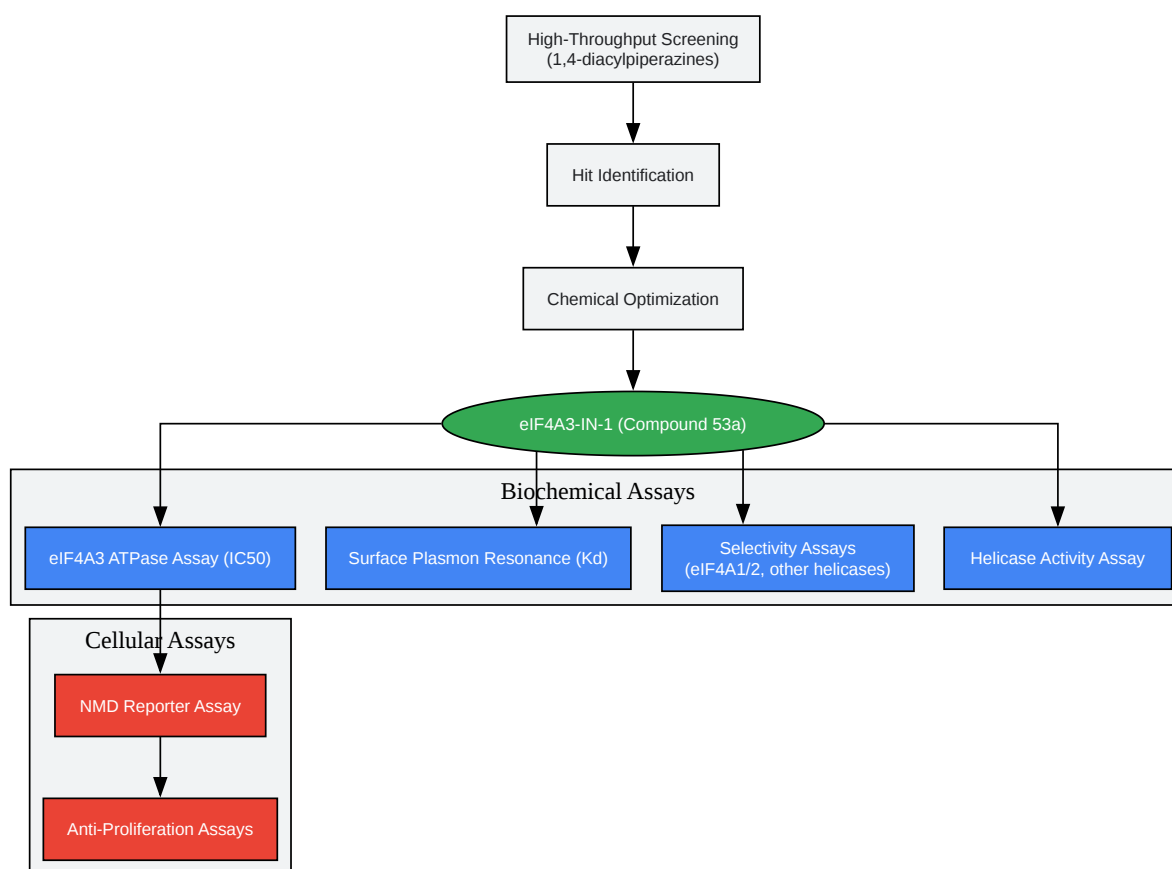 High-Throughput Screening
(1,4-diacylpiperazines)
Hit Identification
Chemical Optimization
eIF4A3-IN-1 (Compound 53a)
Biochemical Assays
eIF4A3 ATPase Assay (IC50)
Surface Plasmon Resonance (Kd)
Selectivity Assays
(eIF4A1/2, other helicases)
Helicase Activity Assay
Cellular Assays
NMD Reporter Assay
Anti-Proliferation Assays